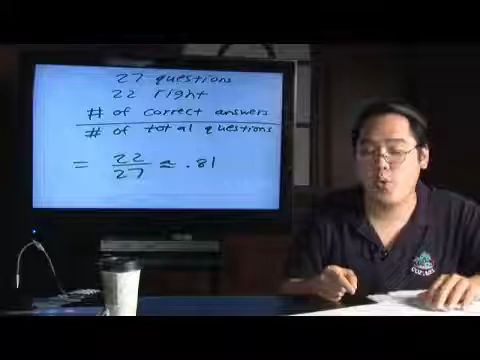 27 questions
22 right
# of correct answers
# of total questions
= 22/27 ≈ .81